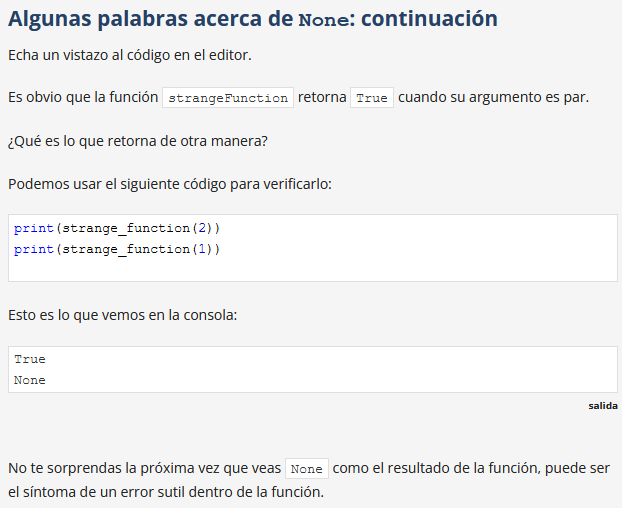 Algunas palabras acerca de None: continuación
Echa un vistazo al código en el editor.
Es obvio que la función strangeFunction retorna True cuando su argumento es par.
¿Qué es lo que retorna de otra manera?
Podemos usar el siguiente código para verificarlo:
print(strange_function(2))
print(strange_function(1))
Esto es lo que vemos en la consola:
True
None
salida
No te sorprendas la próxima vez que veas None como el resultado de la función, puede ser
el síntoma de un error sutil dentro de la función.